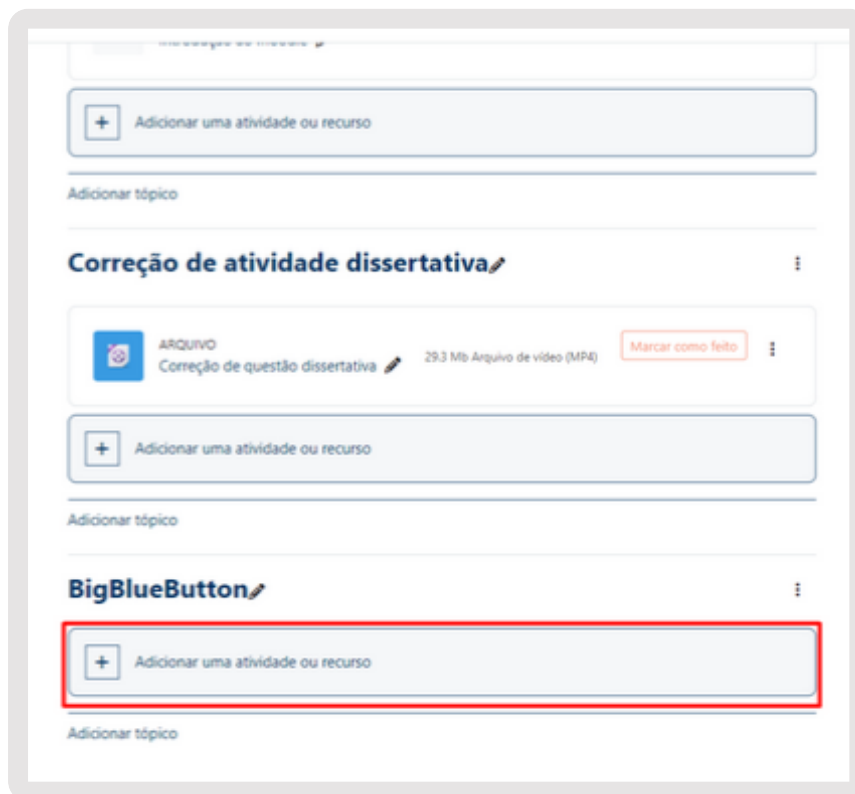 Adicionar uma atividade ou recurso
Adicionar tópico
Correção de atividade dissertativa
ARQUIVO
Correção de questão dissertativa
29.3 Mb Arquivo de vídeo (MP4)
Marcar como feito
Adicionar uma atividade ou recurso
Adicionar tópico
BigBlueButton
Adicionar uma atividade ou recurso
Adicionar tópico